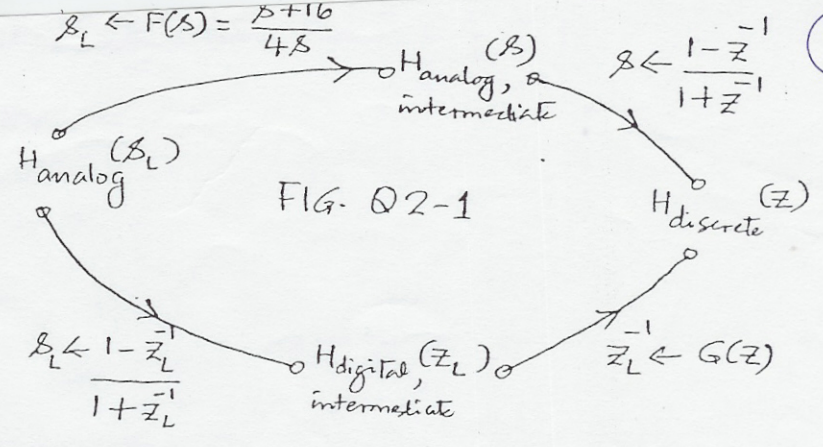 s_L ← F(s) = (s+16)/(4s)
H_analog, intermediate (s)
s ← (1-z^-1)/(1+z^-1)
H_analog (s_L)
FIG. Q2-1
H_discrete (z)
s_L ← (1-z_L^-1)/(1+z_L^-1)
H_digital, intermediate (z_L)
z_L^-1 ← G(z)